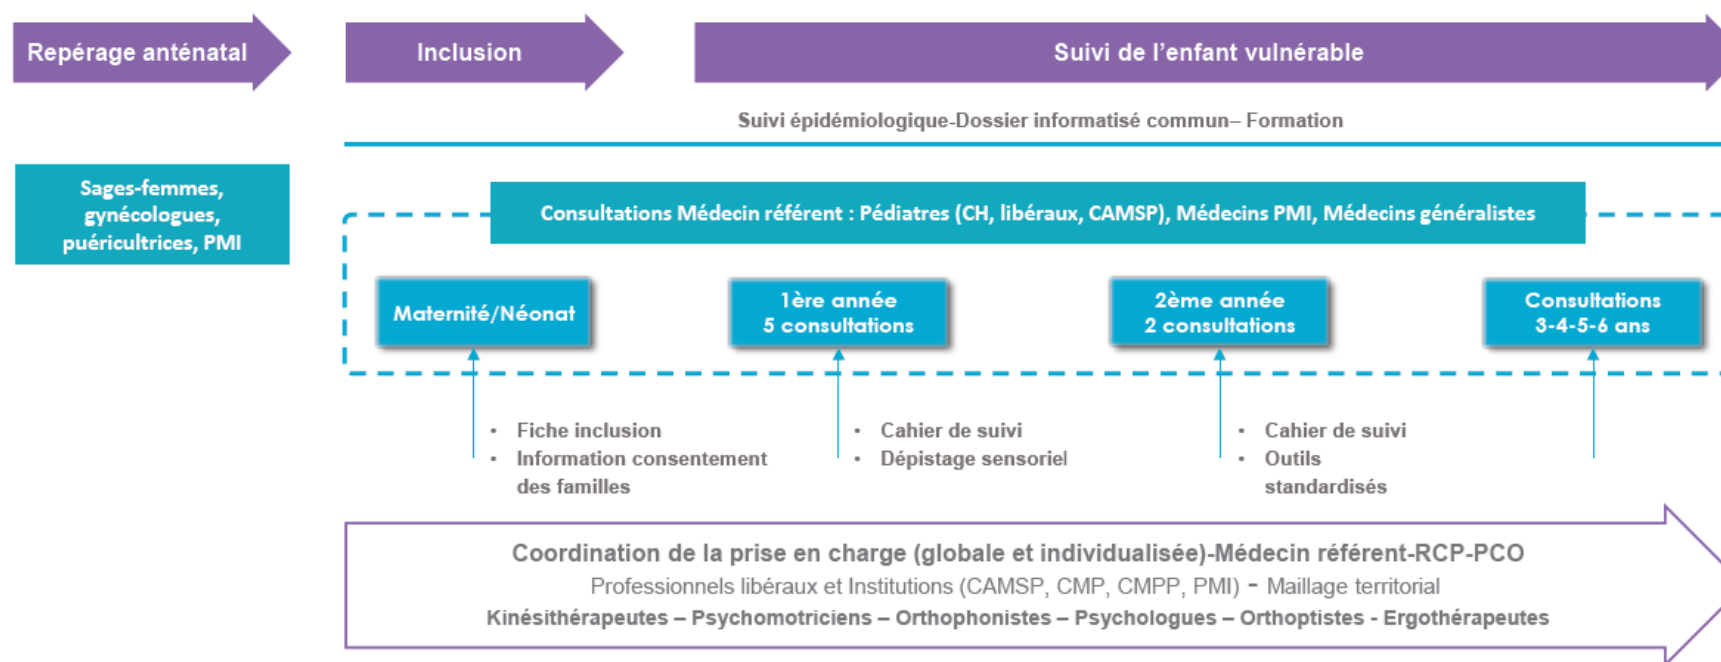 Repérage anténatal
Inclusion
Suivi de l'enfant vulnérable
Suivi épidémiologique-Dossier informatisé commun– Formation
Sages-femmes,
gynécologues,
puéricultrices, PMI
Consultations Médecin référent : Pédiatres (CH, libéraux, CAMSP), Médecins PMI, Médecins généralistes
Maternité/Néonat
1ère année
5 consultations
2ème année
2 consultations
Consultations
3-4-5-6 ans
• Fiche inclusion
• Information consentement
des familles
• Cahier de suivi
• Dépistage sensoriel
• Cahier de suivi
• Outils
standardisés
Coordination de la prise en charge (globale et individualisée)-Médecin référent-RCP-PCO
Professionnels libéraux et Institutions (CAMSP, CMP, CMPP, PMI) - Maillage territorial
Kinésithérapeutes – Psychomotriciens – Orthophonistes – Psychologues – Orthoptistes - Ergothérapeutes